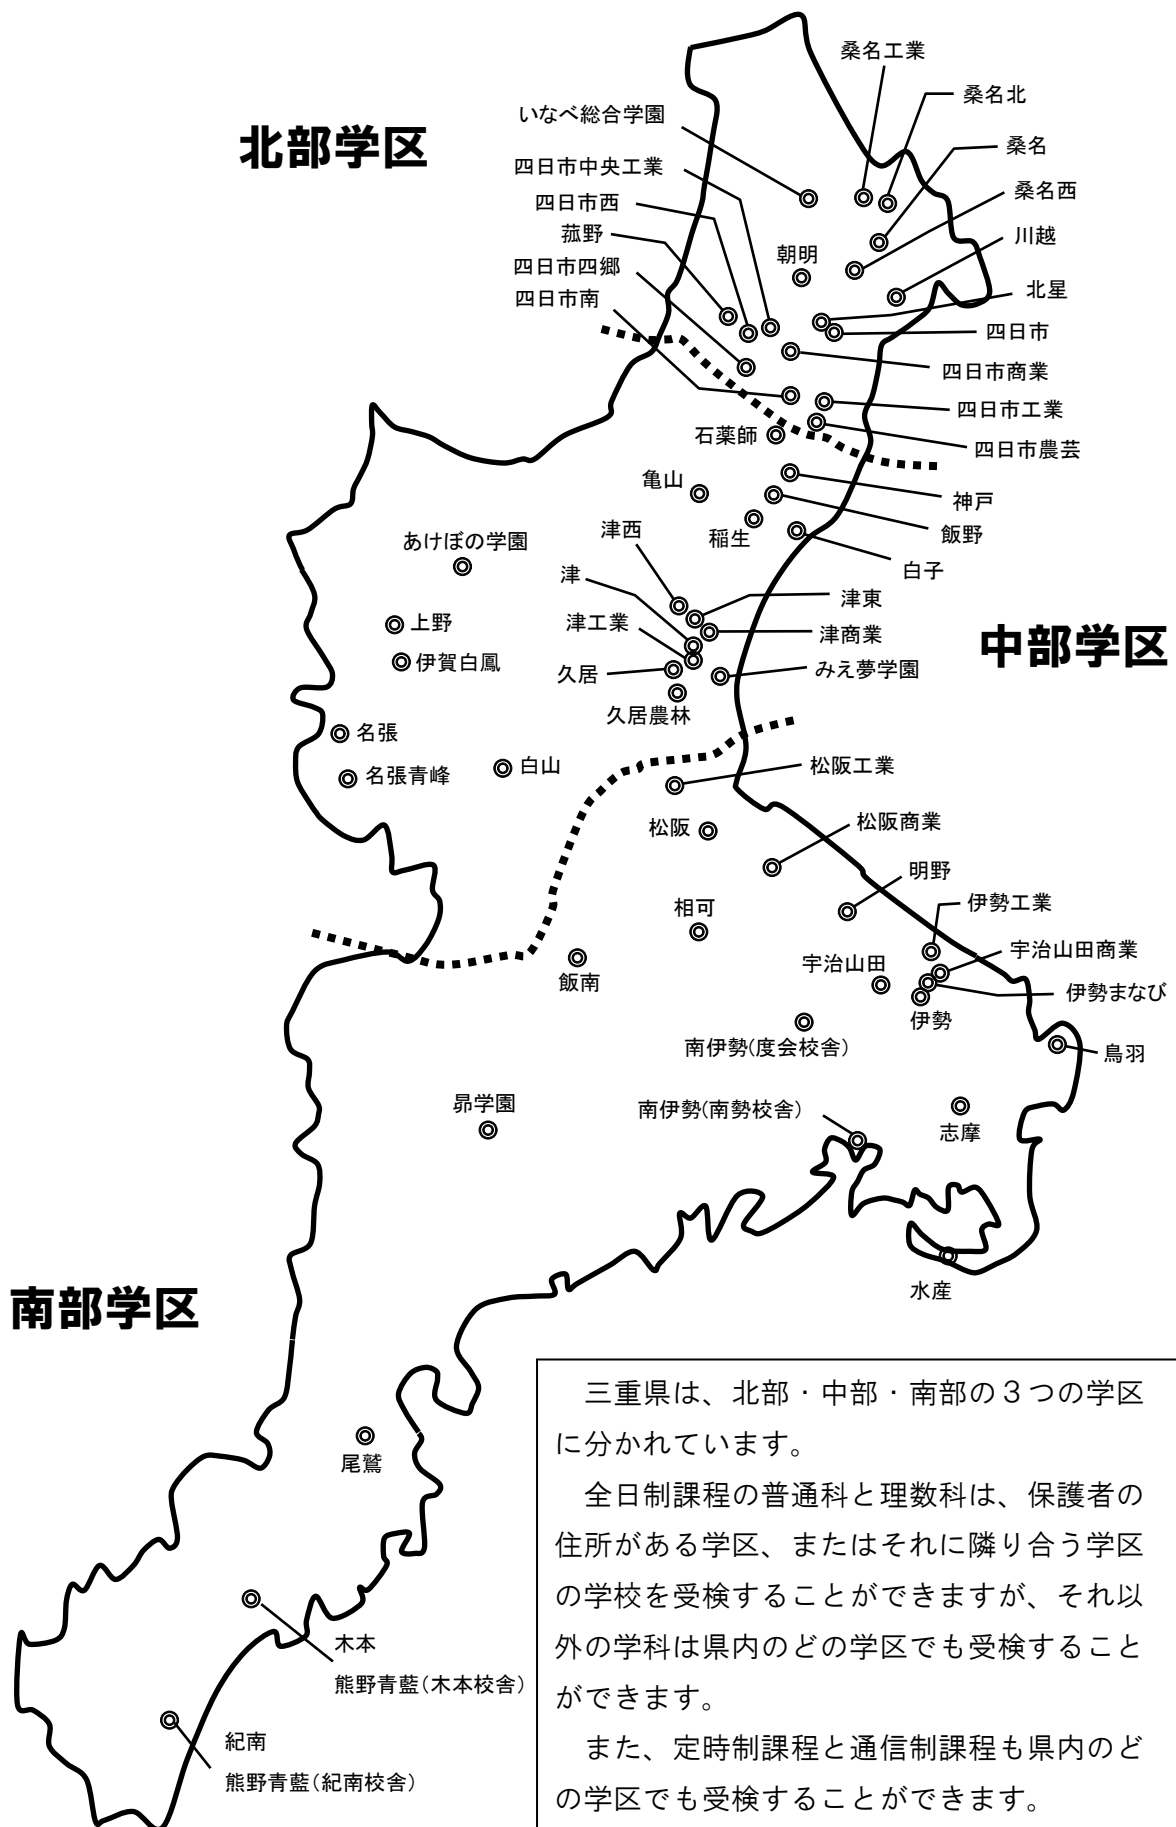 北部学区
桑名工業
桑名北
いなべ総合学園
桑名
四日市中央工業
桑名西
四日市西
菰野
川越
朝明
四日市四郷
北星
四日市南
四日市
四日市商業
四日市工業
石薬師
四日市農芸
亀山
神戸
津西
稲生
飯野
あけぼの学園
白子
津
津東
上野
津工業
津商業
中部学区
伊賀白鳳
久居
みえ夢学園
久居農林
名張
名張青峰
白山
松阪工業
松阪
松阪商業
明野
相可
伊勢工業
宇治山田
宇治山田商業
飯南
伊勢まなび
伊勢
南伊勢(度会校舎)
鳥羽
昴学園
南伊勢(南勢校舎)
志摩
水産
南部学区
尾鷲
木本
熊野青藍(木本校舎)
紀南
熊野青藍(紀南校舎)
三重県は、北部・中部・南部の3つの学区
に分かれています。
全日制課程の普通科と理数科は、保護者の
住所がある学区、またはそれに隣り合う学区
の学校を受検することができますが、それ以
外の学科は県内のどの学区でも受検すること
ができます。
また、定時制課程と通信制課程も県内のど
の学区でも受検することができます。